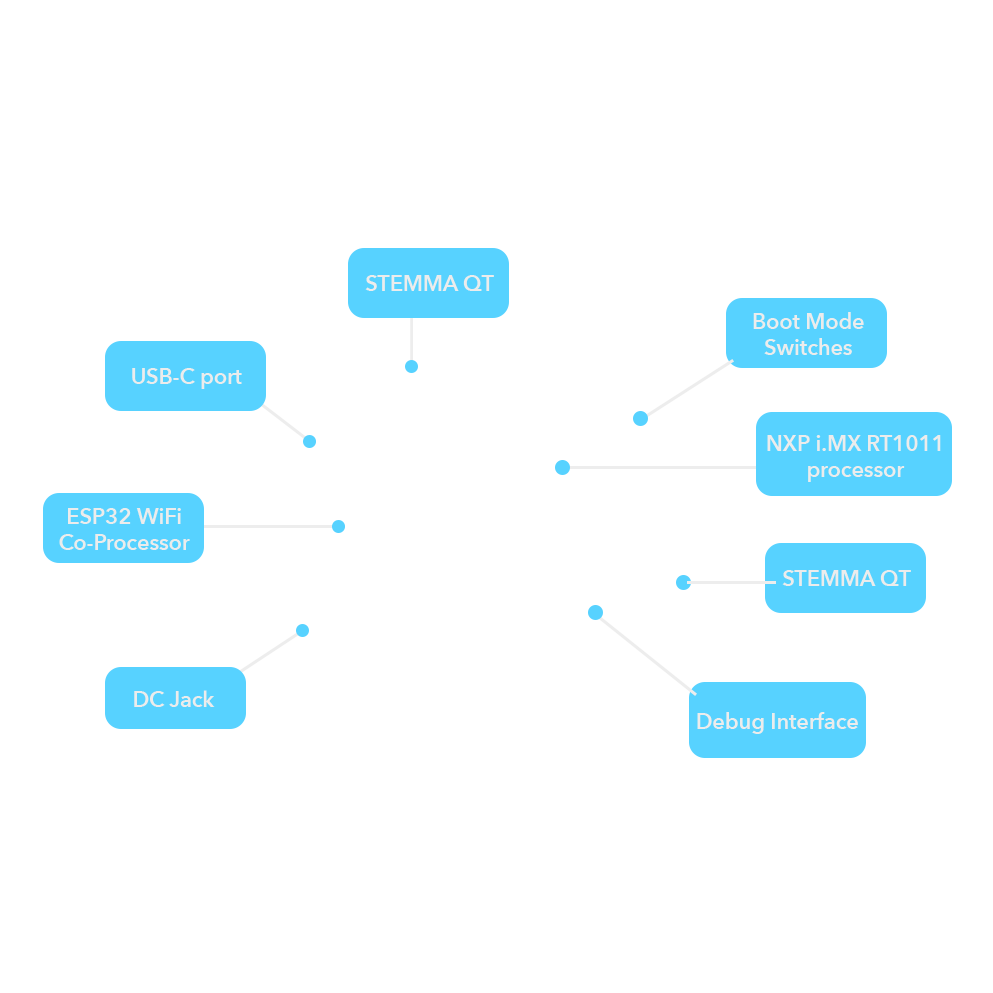 STEMMA QT
Boot Mode
Switches
USB-C port
NXP i.MX RT1011
processor
ESP32 WiFi
Co-Processor
STEMMA QT
DC Jack
Debug Interface